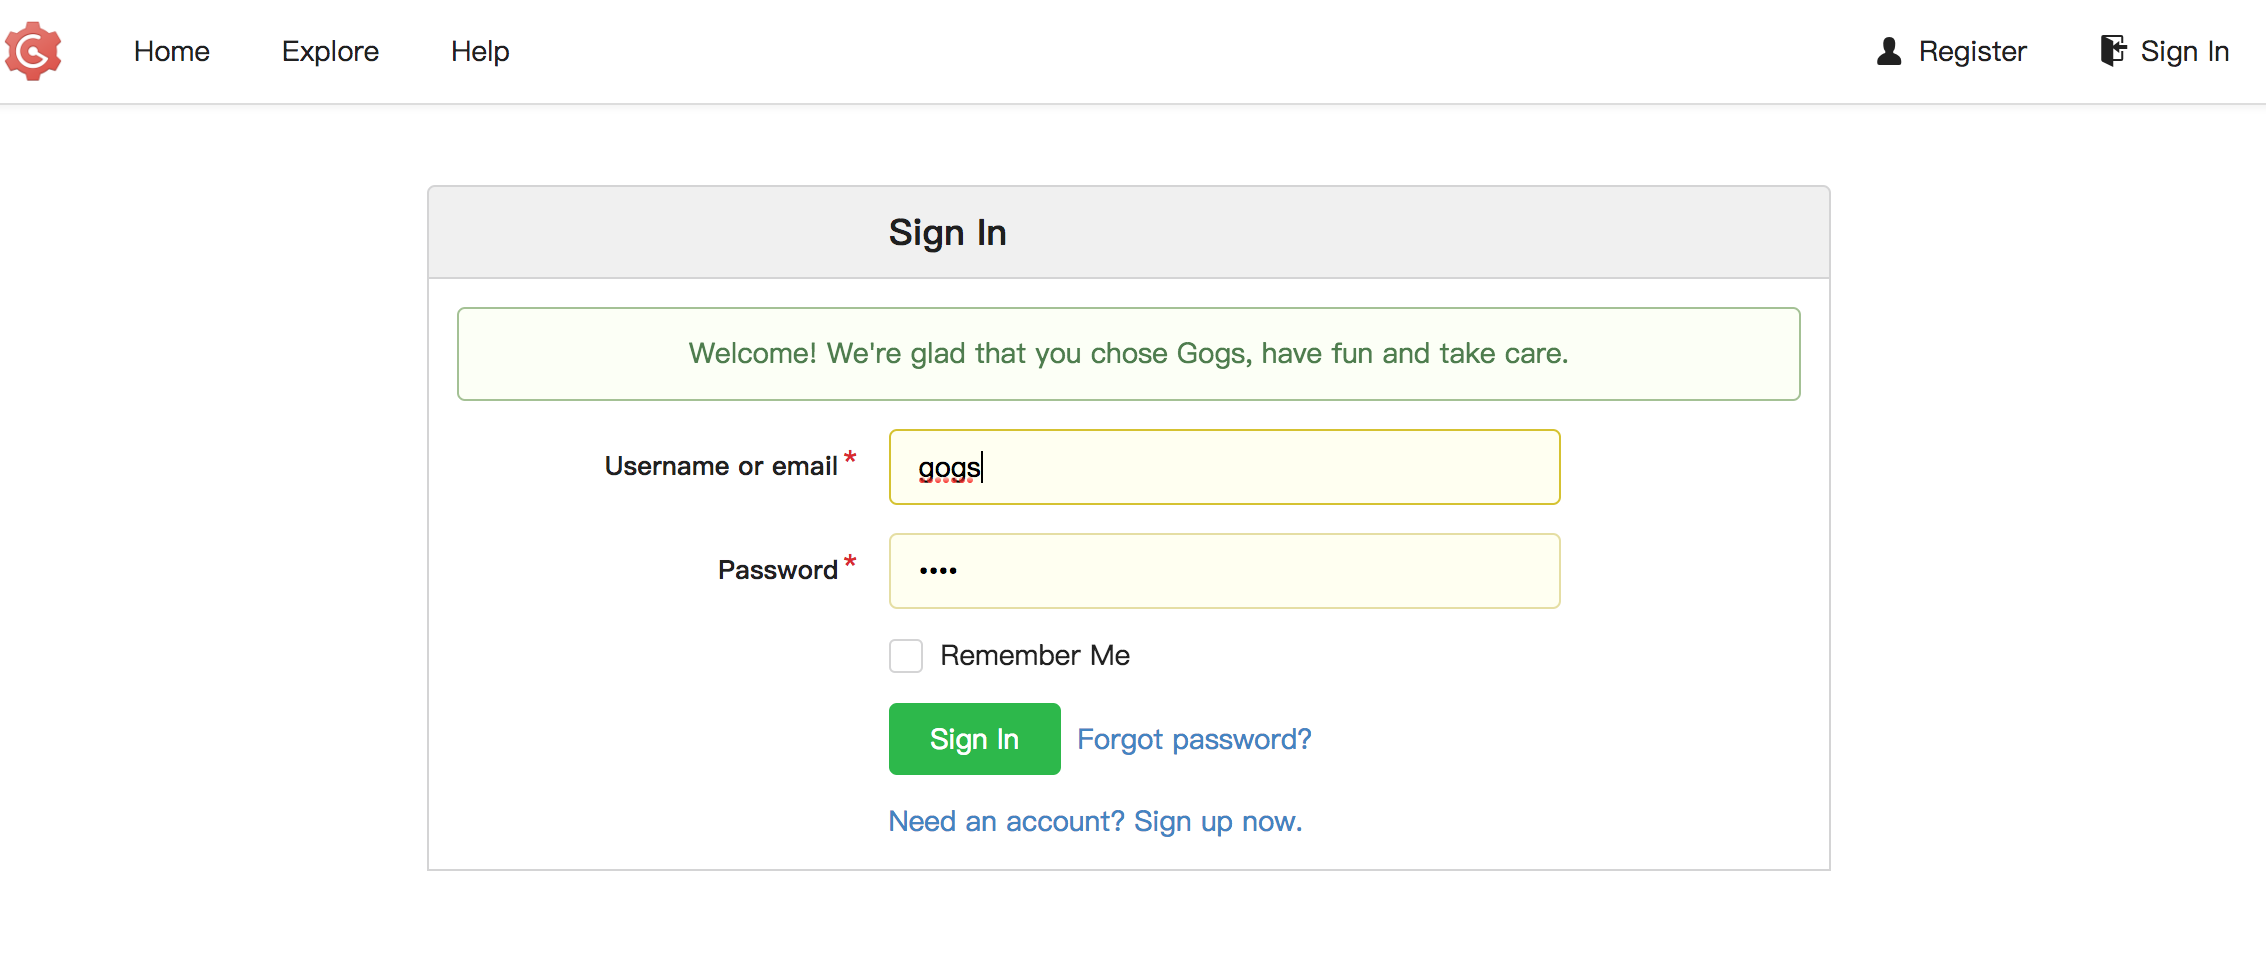 Home Explore Help Register Sign In
Sign In
Welcome! We're glad that you chose Gogs, have fun and take care.
Username or email * gogs
Password * ••••
Remember Me
Sign In Forgot password?
Need an account? Sign up now.